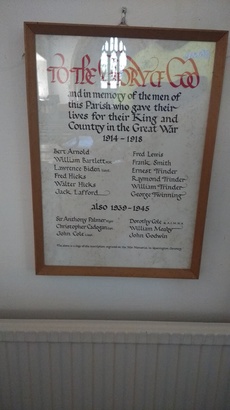 TO THE GLORY OF GOD
and in memory of the men of
this Parish who gave their
lives for their King and
Country in the Great War
1914 - 1918
Bert Arnold
William Bartlett
Lawrence Biden
Fred Hicks
Walter Hicks
Jack Lafford
Fred Lewis
Frank Smith
Ernest Trinder
Raymond Trinder
William Trinder
George Twinning
also 1939-1945
Sir Anthony Palmer
Christopher Cadogan
John Cole
Dorothy Cole
William Masby
John Godwin